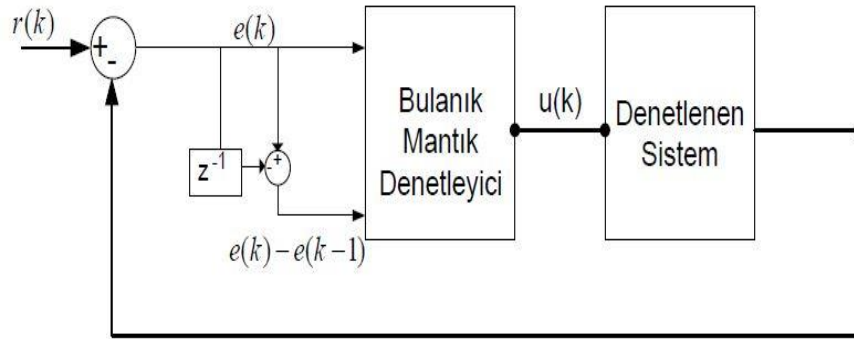 r(k)
+
-
e(k)
z⁻¹
- +
e(k) – e(k – 1)
Bulanık
Mantık
Denetleyici
u(k)
Denetlenen
Sistem